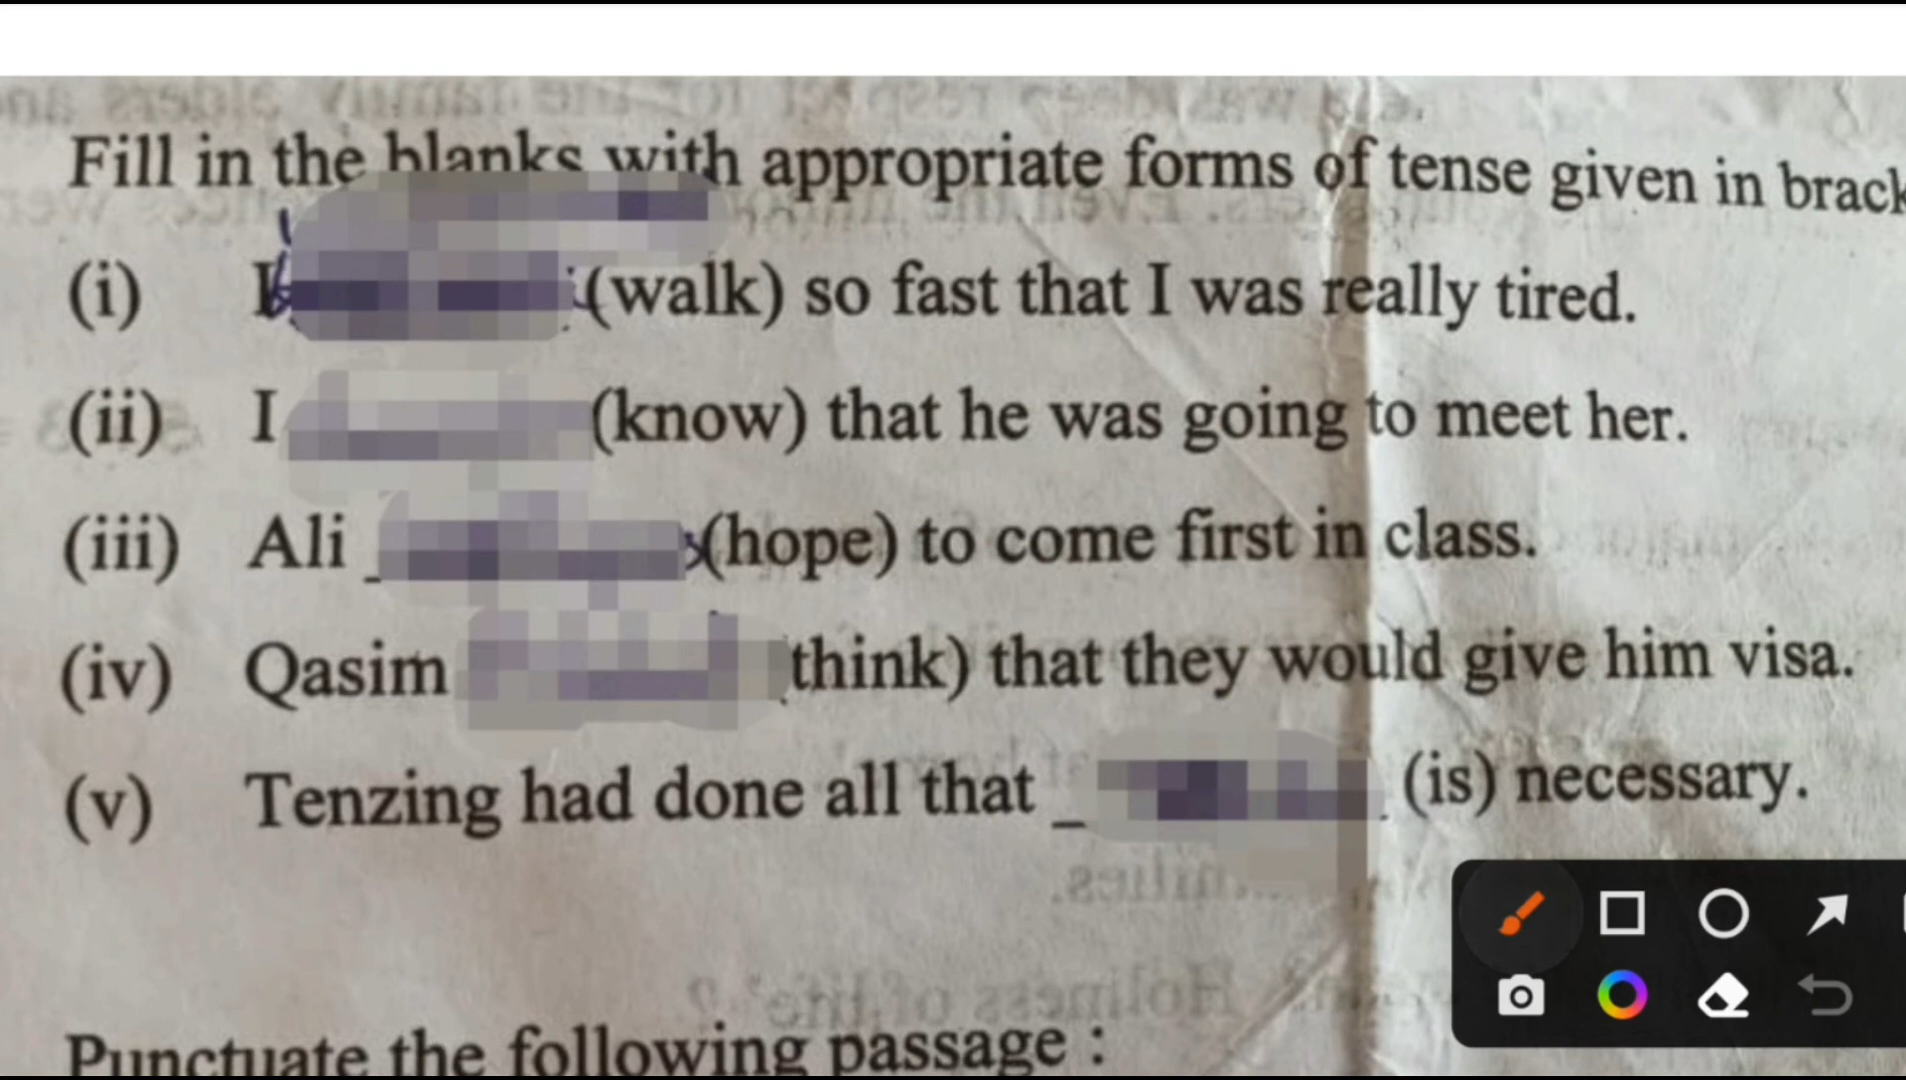 Fill in the blanks with appropriate forms of tense given in brack
(i) I (walk) so fast that I was really tired.
(ii) I (know) that he was going to meet her.
(iii) Ali _ (hope) to come first in class.
(iv) Qasim think) that they would give him visa.
(v) Tenzing had done all that _ (is) necessary.
Punctuate the following passage :